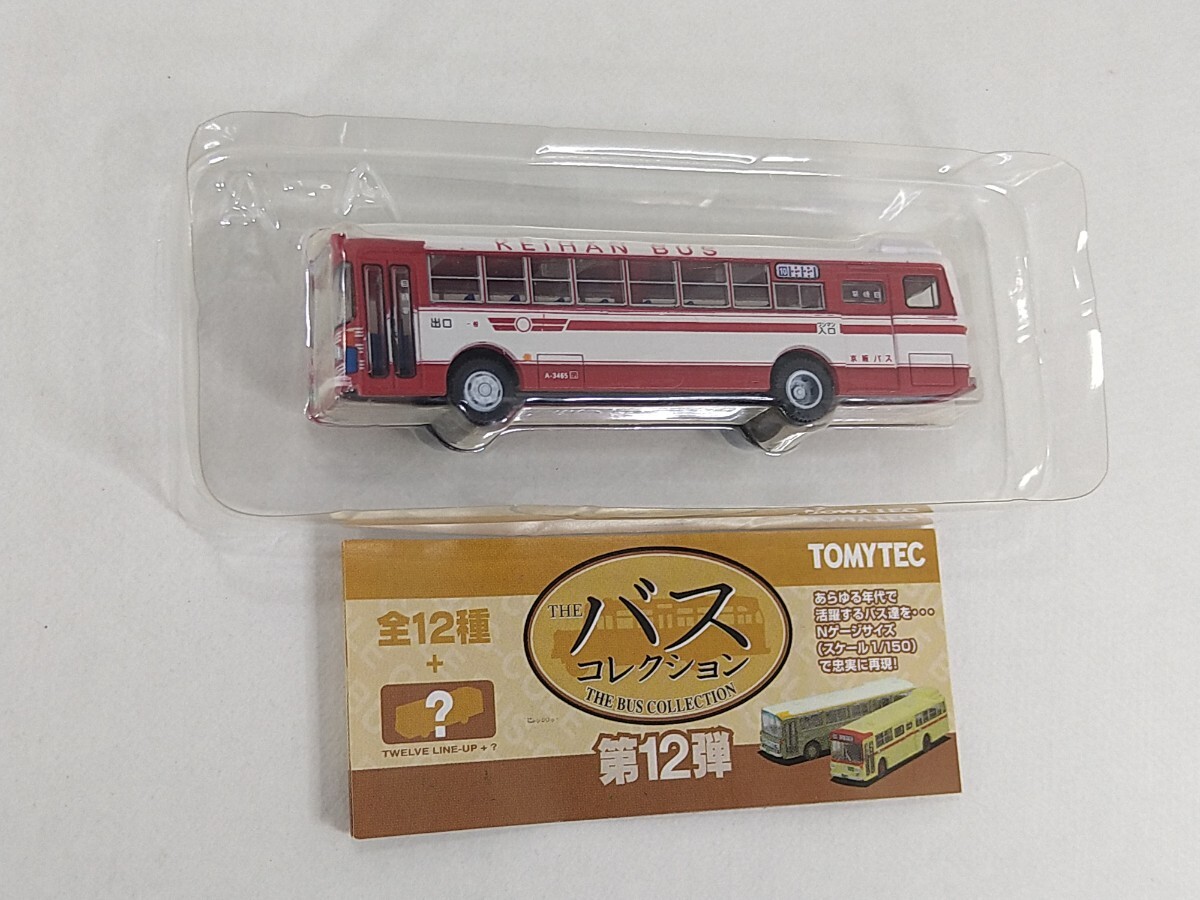 KEIHAN BUS
出口
入口
京阪バス
A-3465
TOMYTEC
全12種
+
?
TWELVE LINE-UP + ?
THE
バス
コレクション
THE BUS COLLECTION
第12弾
あらゆる年代で
活躍するバス達を･･･
Nゲージサイズ
(スケール1/150)
で忠実に再現!